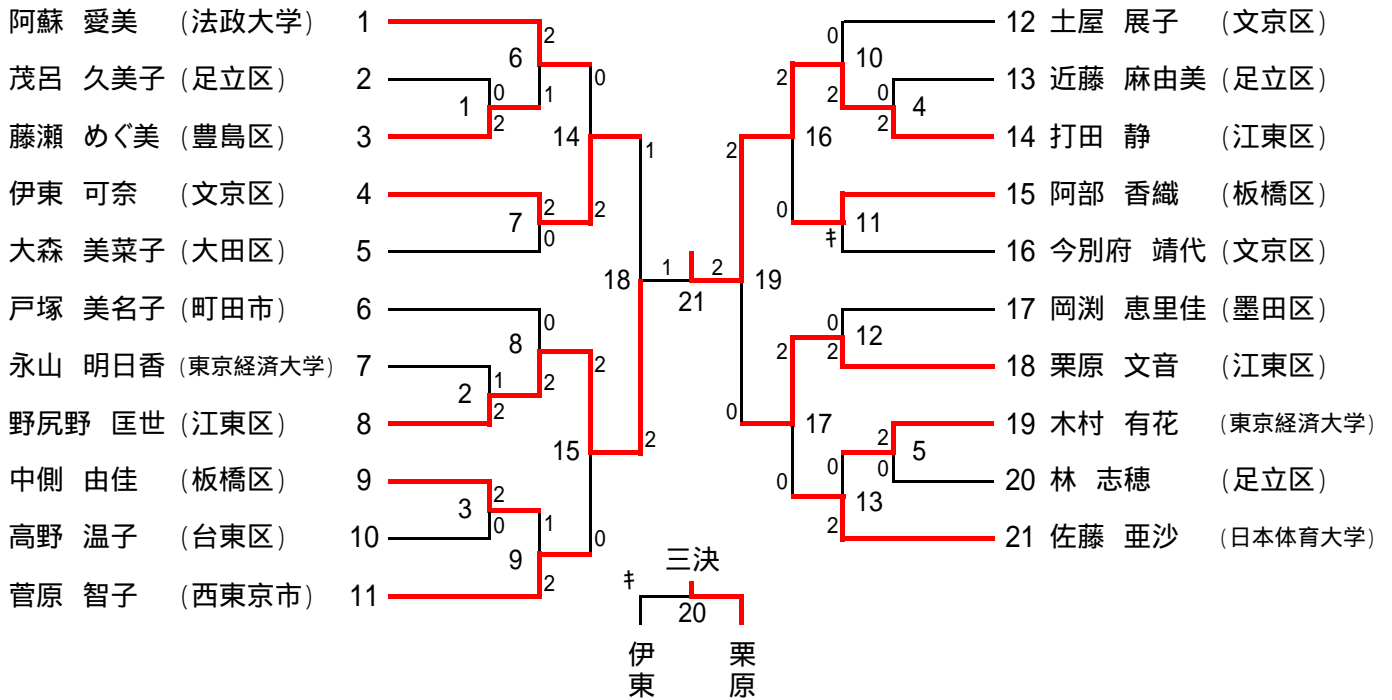 阿蘇 愛美 (法政大学) 1
茂呂 久美子 (足立区) 2
藤瀬 めぐ美 (豊島区) 3
伊東 可奈 (文京区) 4
大森 美菜子 (大田区) 5
戸塚 美名子 (町田市) 6
永山 明日香 (東京経済大学) 7
野尻野 匡世 (江東区) 8
中側 由佳 (板橋区) 9
高野 温子 (台東区) 10
菅原 智子 (西東京市) 11
2
6
1
0
1
2
0
14
2
2
7
0
1
18
0
8
2
1
2
2
2
15
2
2
3
0
1
9
2
0
1
2
21
12 土屋 展子 (文京区)
13 近藤 麻由美 (足立区)
14 打田 静 (江東区)
15 阿部 香織 (板橋区)
16 今別府 靖代 (文京区)
17 岡渕 恵里佳 (墨田区)
18 栗原 文音 (江東区)
19 木村 有花 (東京経済大学)
20 林 志穂 (足立区)
21 佐藤 亜沙 (日本体育大学)
0
10
2
2
0
4
2
2
16
0
11
キ
19
0
0
12
2
2
17
0
2
5
0
0
13
2
三決
キ
20
伊東
栗原